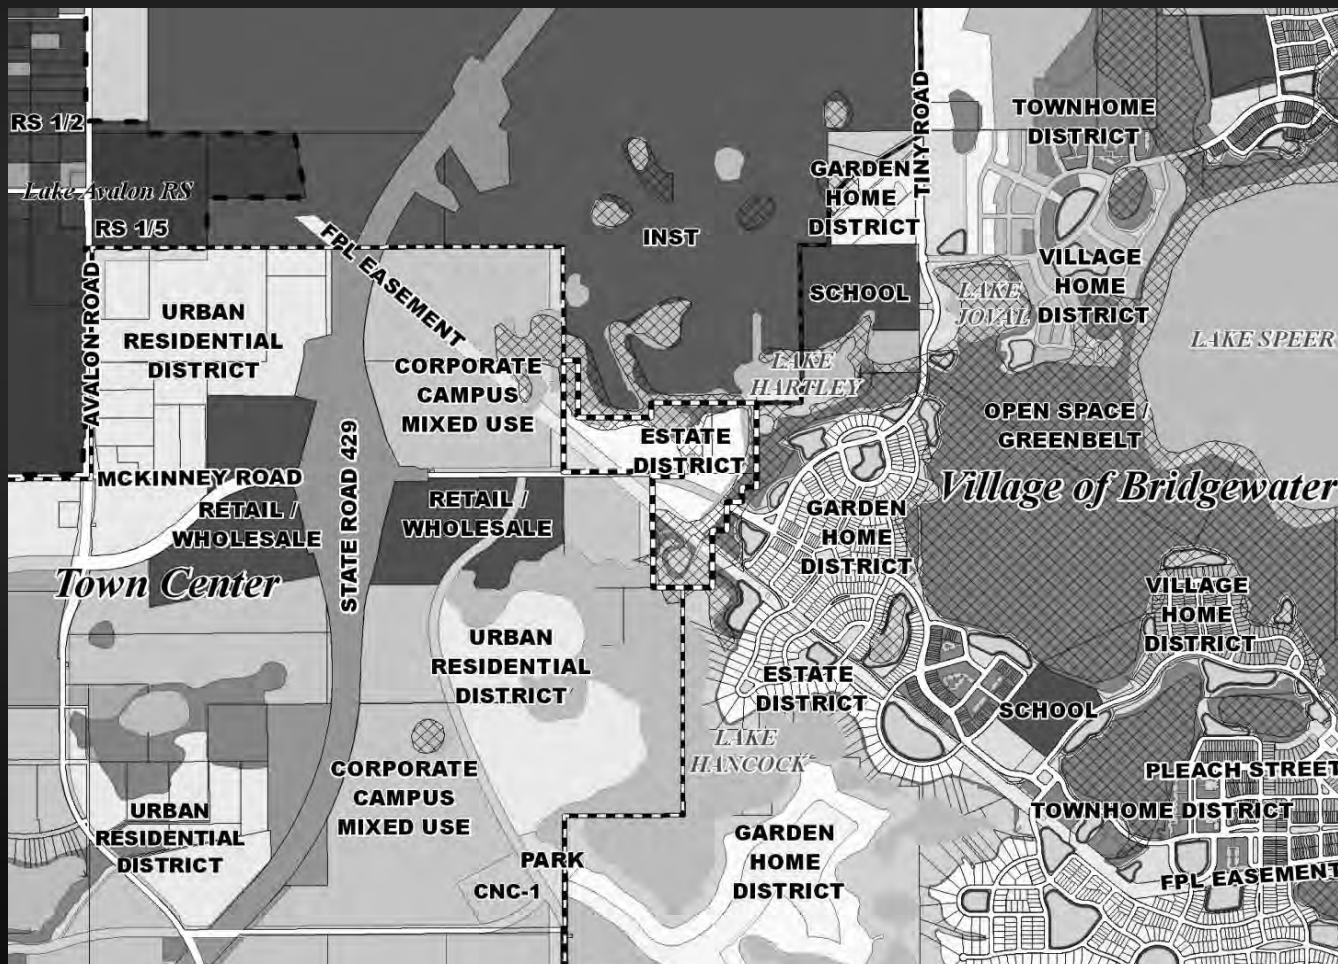 TOWNHOME
DISTRICT
RS 1/2
TINY ROAD
GARDEN
HOME
DISTRICT
Lake Avalon RS
RS 1/5
FPL EASEMENT
INST
VILLAGE
HOME
DISTRICT
SCHOOL
LAKE
JOVAL
AVALON ROAD
URBAN
RESIDENTIAL
DISTRICT
LAKE SPEER
CORPORATE
CAMPUS
MIXED USE
LAKE
HARTLEY
OPEN SPACE /
GREENBELT
ESTATE
DISTRICT
MCKINNEY ROAD
STATE ROAD 429
Village of Bridgewater
RETAIL /
WHOLESALE
RETAIL /
WHOLESALE
GARDEN
HOME
DISTRICT
Town Center
VILLAGE
HOME
DISTRICT
URBAN
RESIDENTIAL
DISTRICT
ESTATE
DISTRICT
SCHOOL
LAKE
HANCOCK
CORPORATE
CAMPUS
MIXED USE
PLEACH STREET
TOWNHOME DISTRICT
URBAN
RESIDENTIAL
DISTRICT
GARDEN
HOME
DISTRICT
PARK
CNC-1
FPL EASEMENT